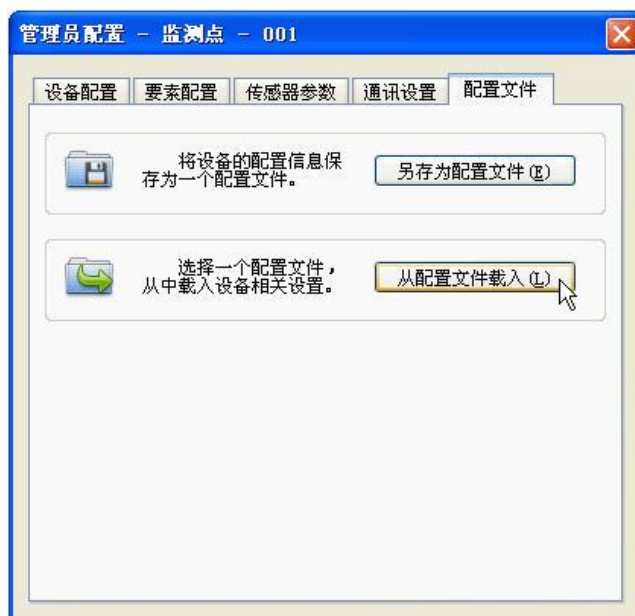 管理员配置 - 监测点 - 001
设备配置 要素配置 传感器参数 通讯设置 配置文件
将设备的配置信息保
存为一个配置文件。
另存为配置文件(E)
选择一个配置文件，
从中载入设备相关设置。
从配置文件载入(L)